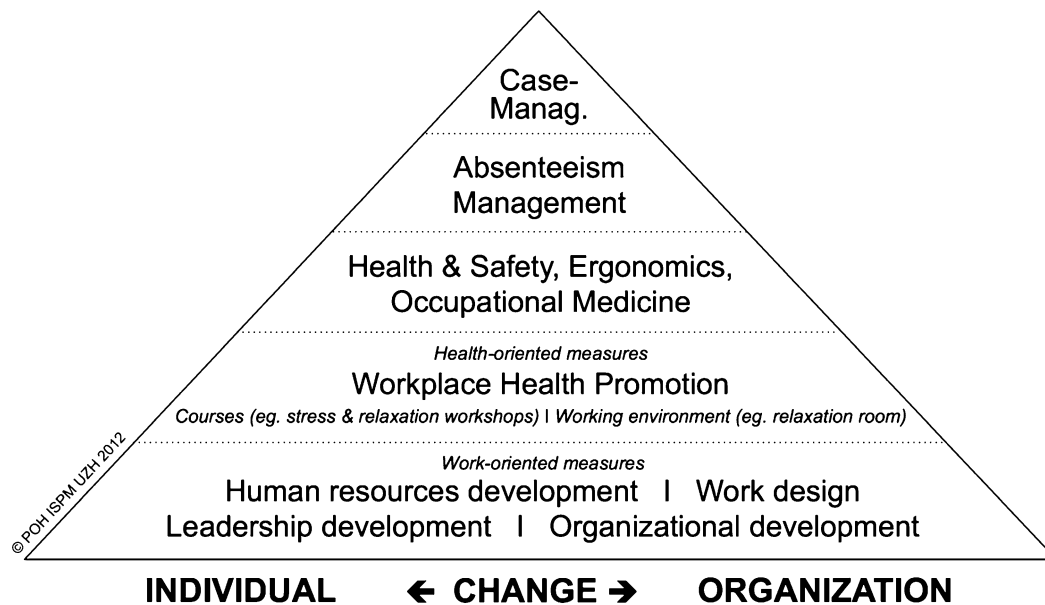 Case-
Manag.
Absenteeism
Management
Health & Safety, Ergonomics,
Occupational Medicine
Health-oriented measures
Workplace Health Promotion
Courses (eg. stress & relaxation workshops) I Working environment (eg. relaxation room)
Work-oriented measures
Human resources development I Work design
Leadership development I Organizational development
© POH ISPM UZH 2012
INDIVIDUAL ← CHANGE → ORGANIZATION